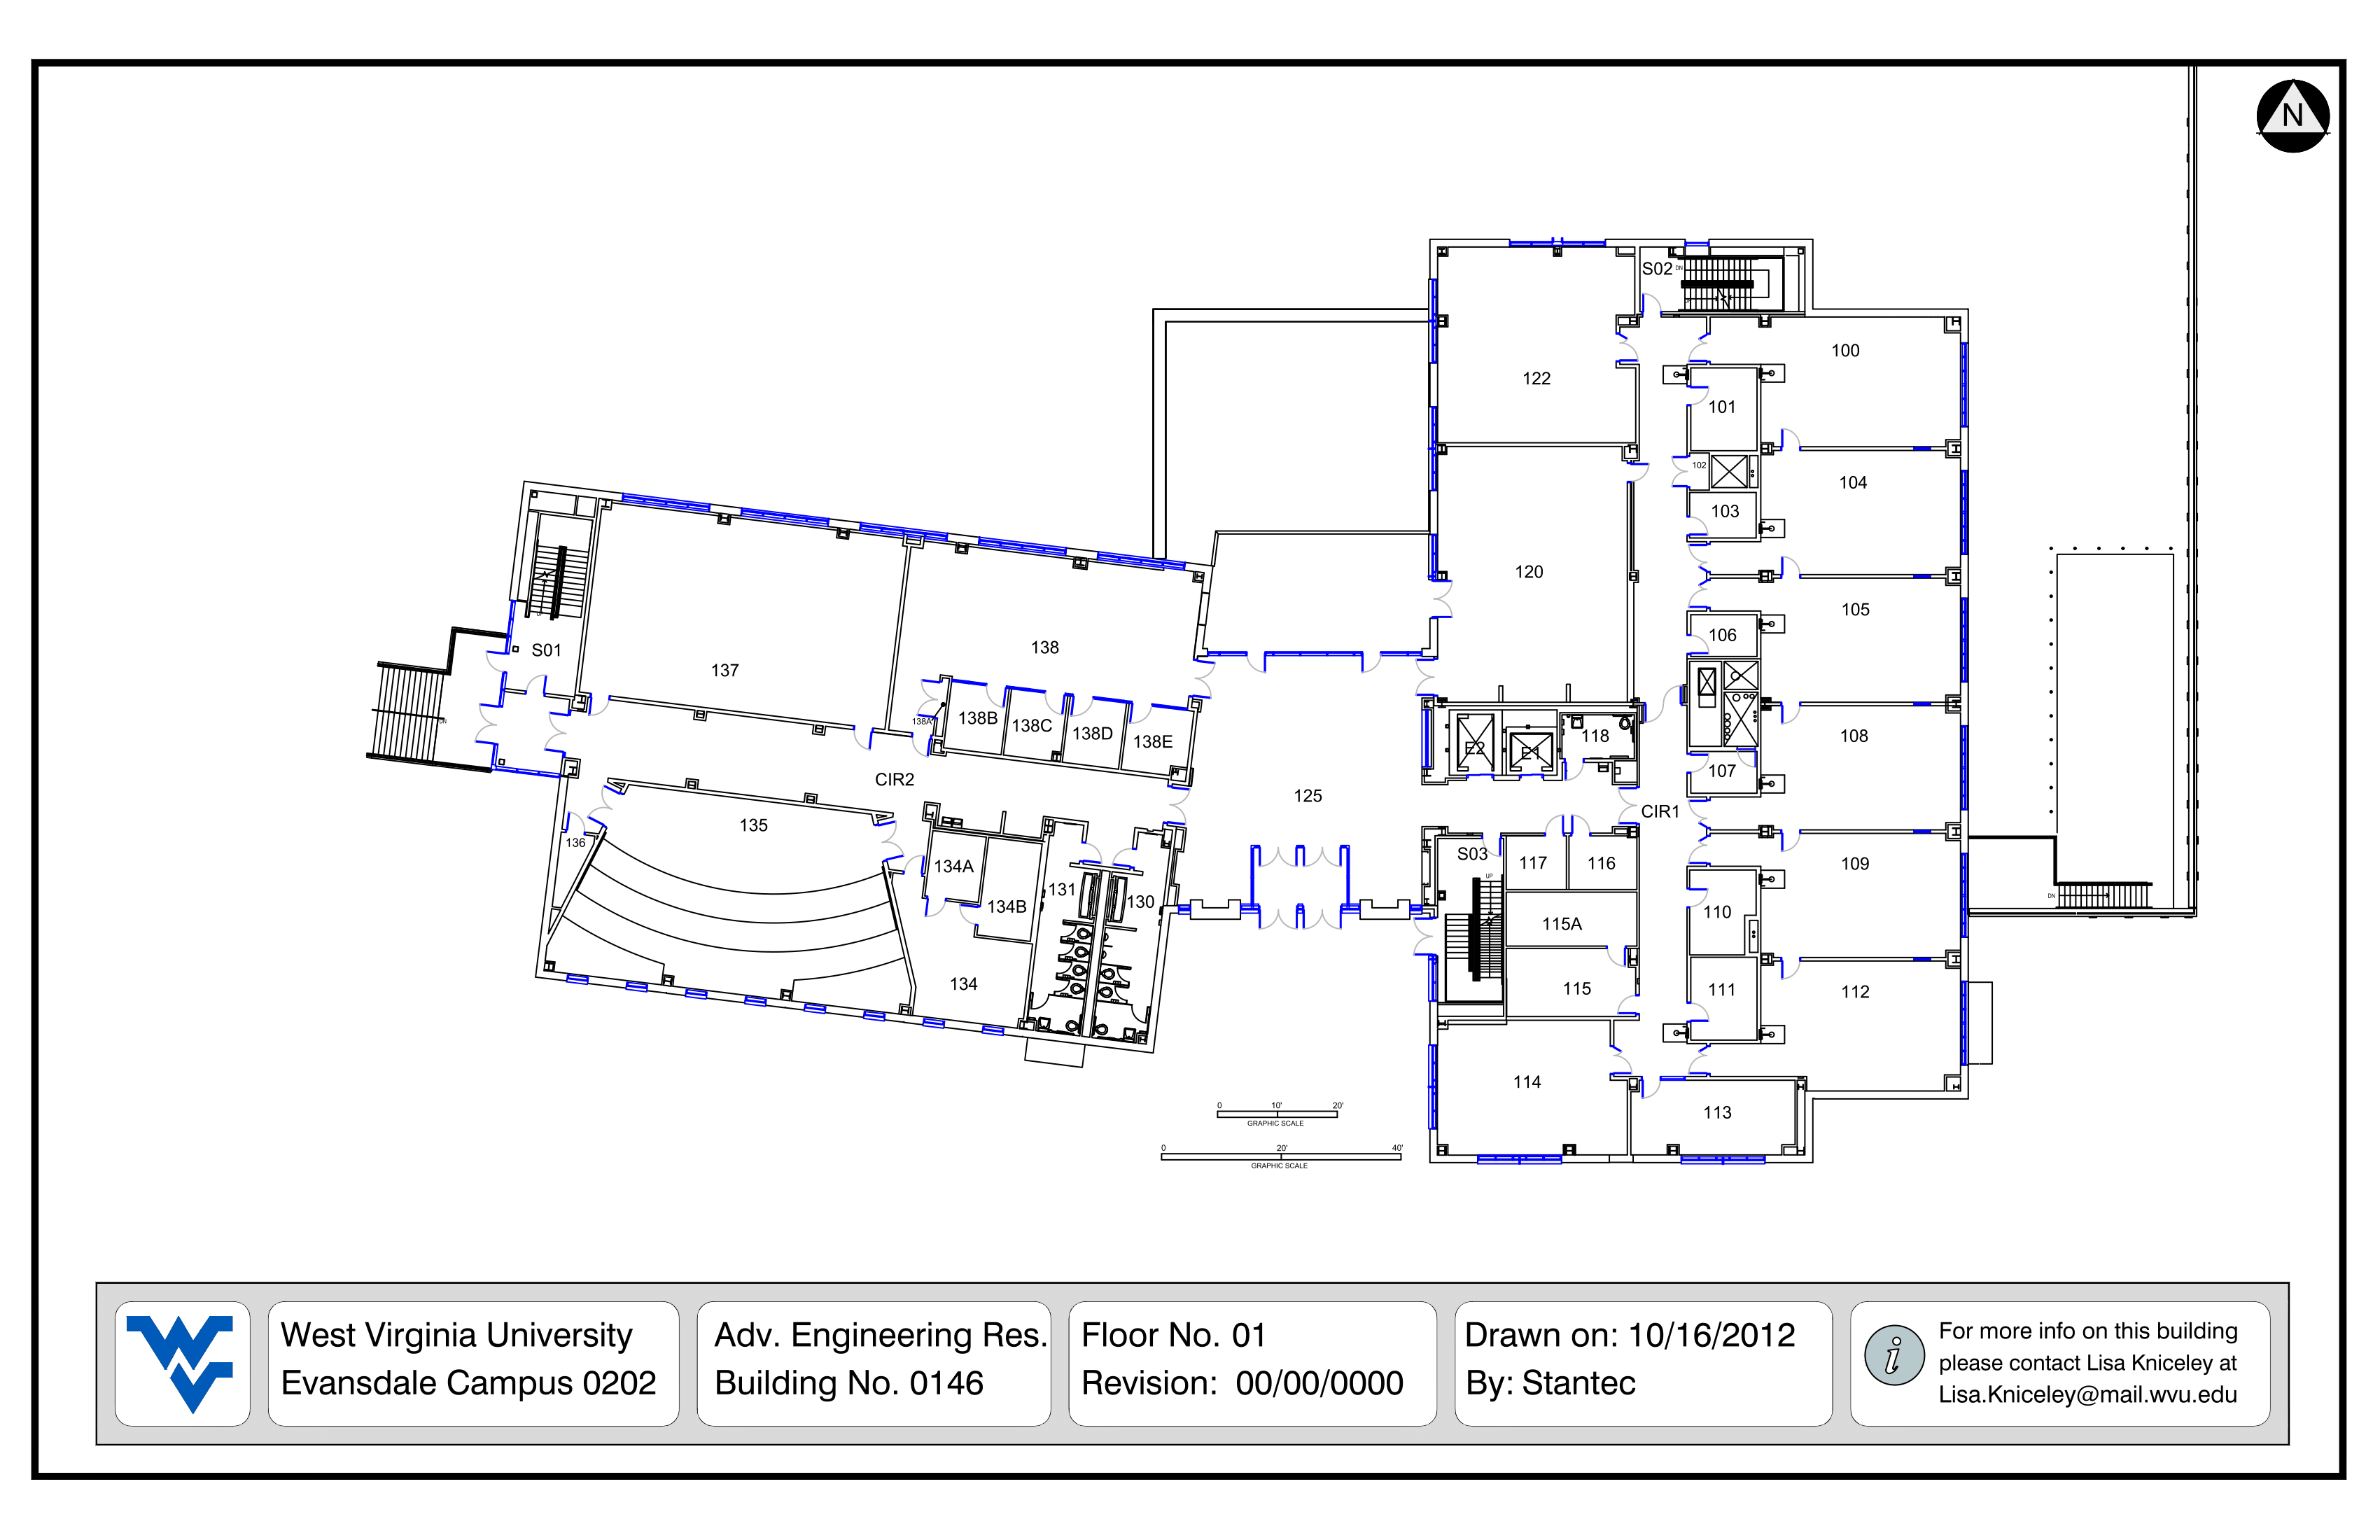 N
S02
DN
100
122
101
102
104
103
120
105
106
S01
UP
DN
137
138
138A
138B
138C
138D
138E
E2
E1
118
108
107
CIR2
125
CIR1
135
136
134A
134B
131
130
S03
UP
117
116
109
115A
110
DN
134
115
111
112
114
113
0 10' 20'
GRAPHIC SCALE
0 20' 40'
GRAPHIC SCALE
West Virginia University
Evansdale Campus 0202
Adv. Engineering Res.
Building No. 0146
Floor No. 01
Revision: 00/00/0000
Drawn on: 10/16/2012
By: Stantec
i
For more info on this building
please contact Lisa Kniceley at
Lisa.Kniceley@mail.wvu.edu